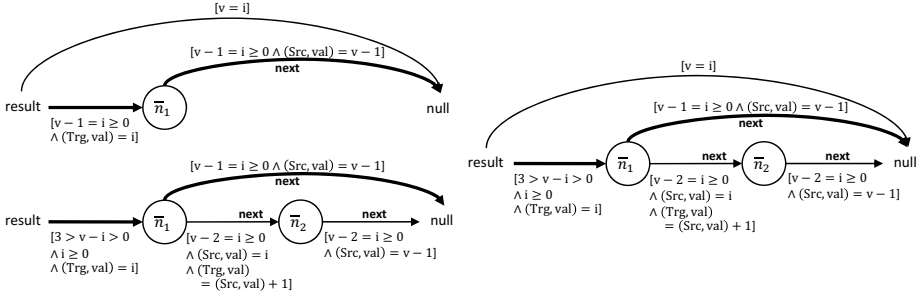 [v = i]
[v − 1 = i ≥ 0 ∧ (Src, val) = v − 1]
next
result
n̅₁
null
[v − 1 = i ≥ 0
∧ (Trg, val) = i]
[v − 1 = i ≥ 0 ∧ (Src, val) = v − 1]
next
result
n̅₁
next
n̅₂
next
null
[3 > v − i > 0
∧ i ≥ 0
∧ (Trg, val) = i]
[v − 2 = i ≥ 0
∧ (Src, val) = i
∧ (Trg, val)
= (Src, val) + 1]
[v − 2 = i ≥ 0
∧ (Src, val) = v − 1]
[v = i]
[v − 1 = i ≥ 0 ∧ (Src, val) = v − 1]
next
result
n̅₁
next
n̅₂
next
null
[3 > v − i > 0
∧ i ≥ 0
∧ (Trg, val) = i]
[v − 2 = i ≥ 0
∧ (Src, val) = i
∧ (Trg, val)
= (Src, val) + 1]
[v − 2 = i ≥ 0
∧ (Src, val) = v − 1]